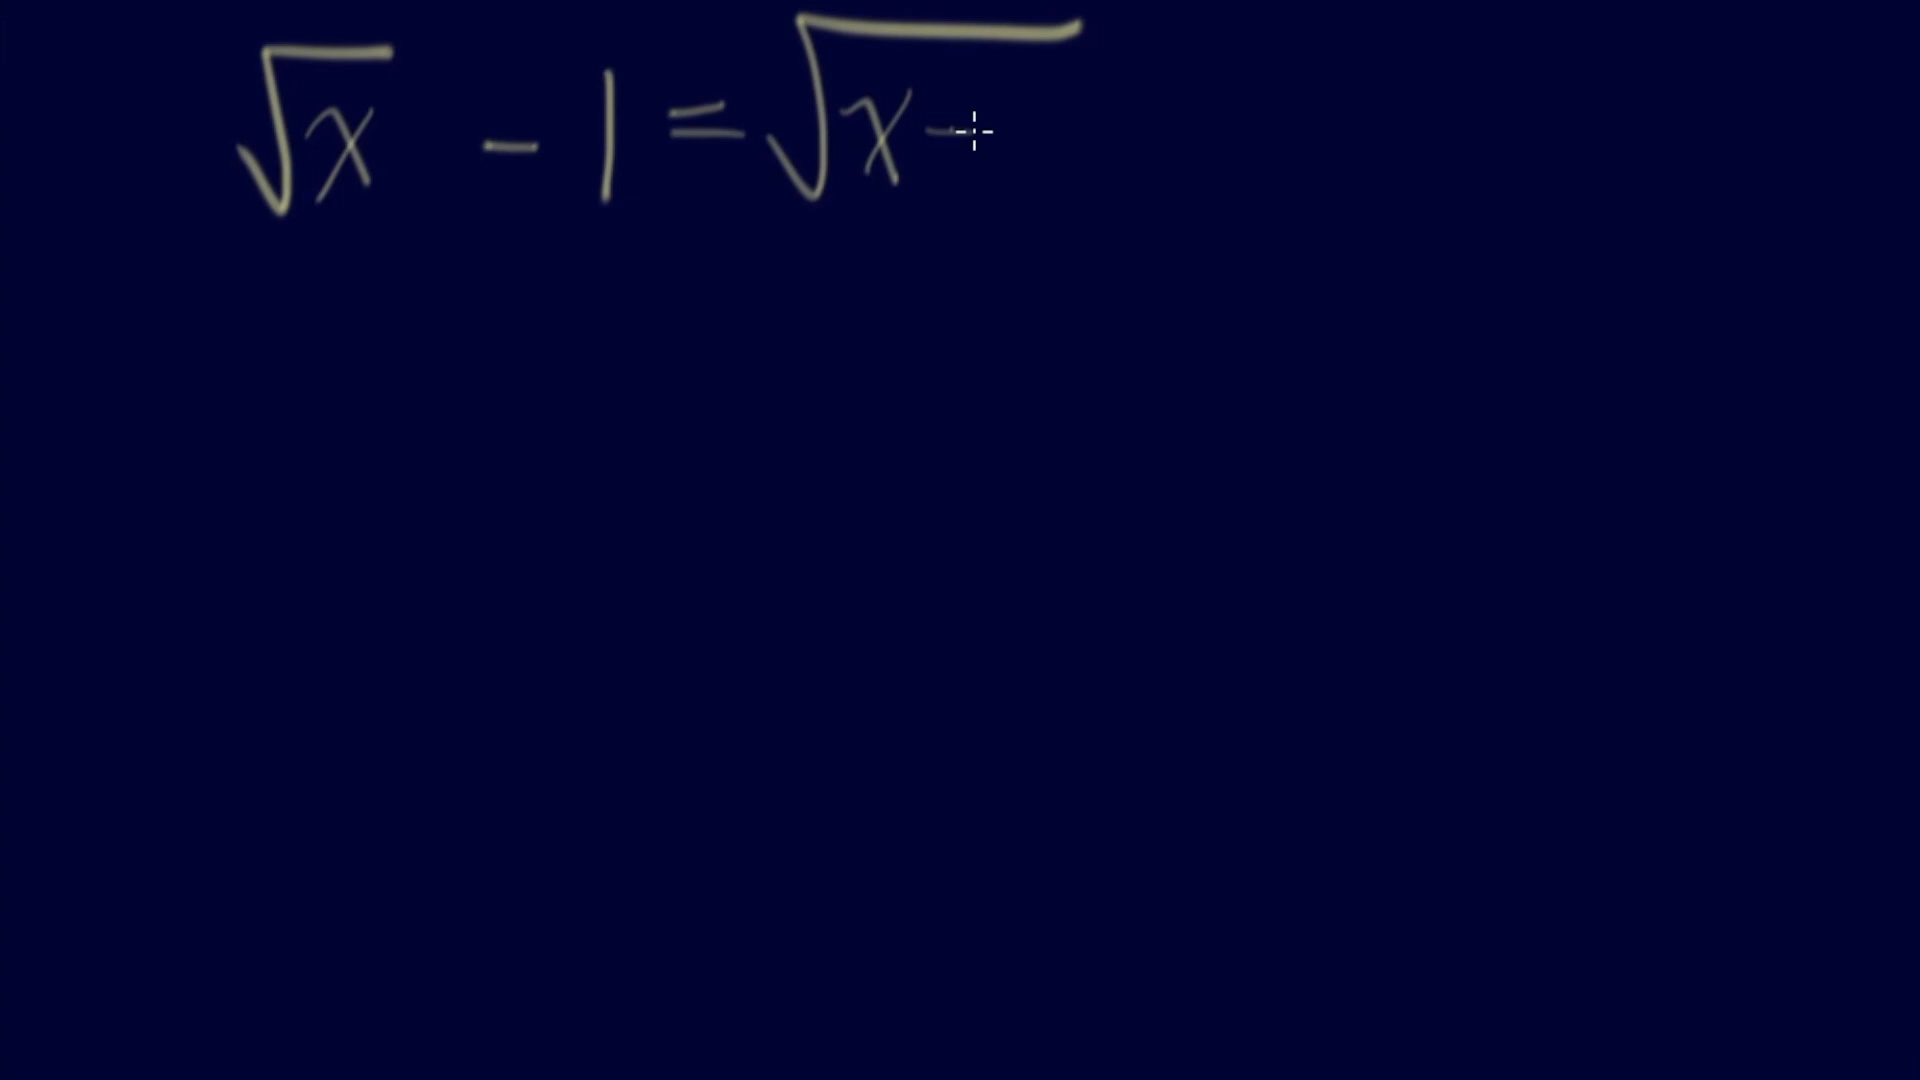 √x - 1 = √x -